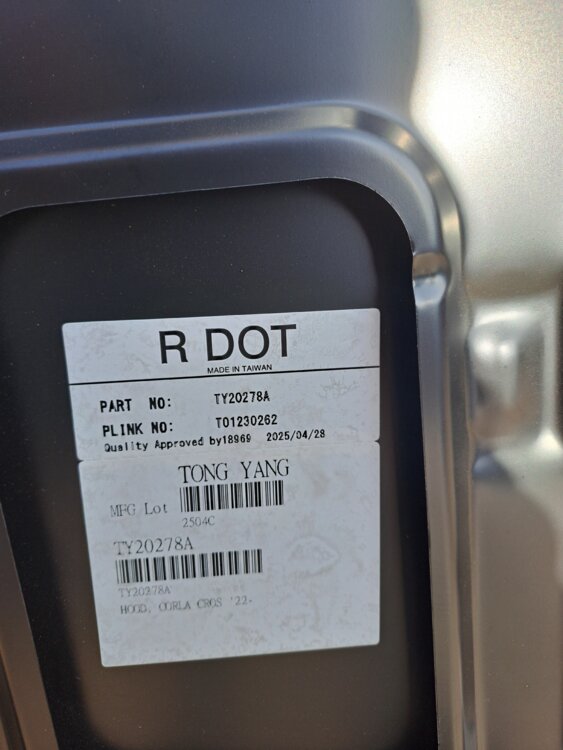 R DOT
MADE IN TAIWAN
PART NO: TY20278A
PLINK NO: TO1230262
Quality Approved by18969 2025/04/28
TONG YANG
MFG Lot
2504C
TY20278A
TY20278A
HOOD, CORLA CROS '22-